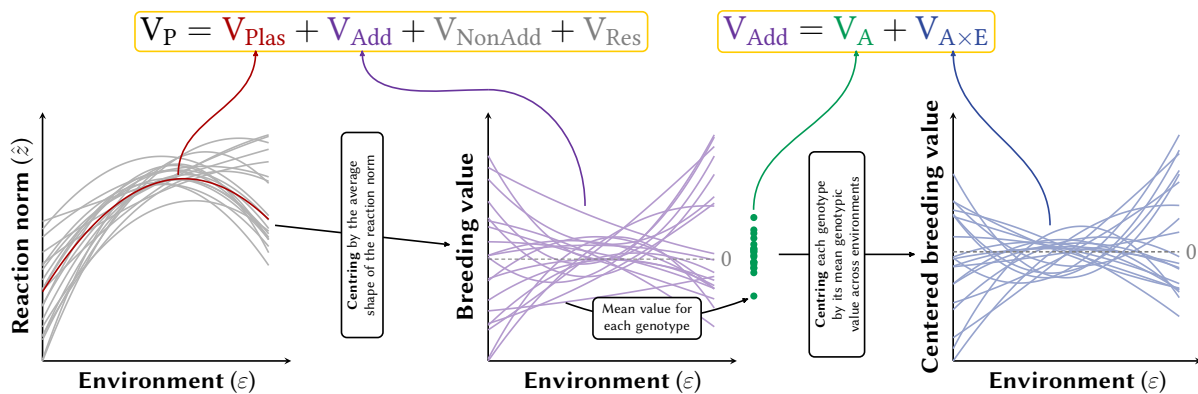 V_P = V_Plas + V_Add + V_NonAdd + V_Res
V_Add = V_A + V_A×E
Reaction norm (ẑ)
Environment (ε)
Centring by the average
shape of the reaction norm
Breeding value
0
Environment (ε)
Mean value for
each genotype
Centring each genotype
by its mean genotypic
value across environments
Centered breeding value
0
Environment (ε)